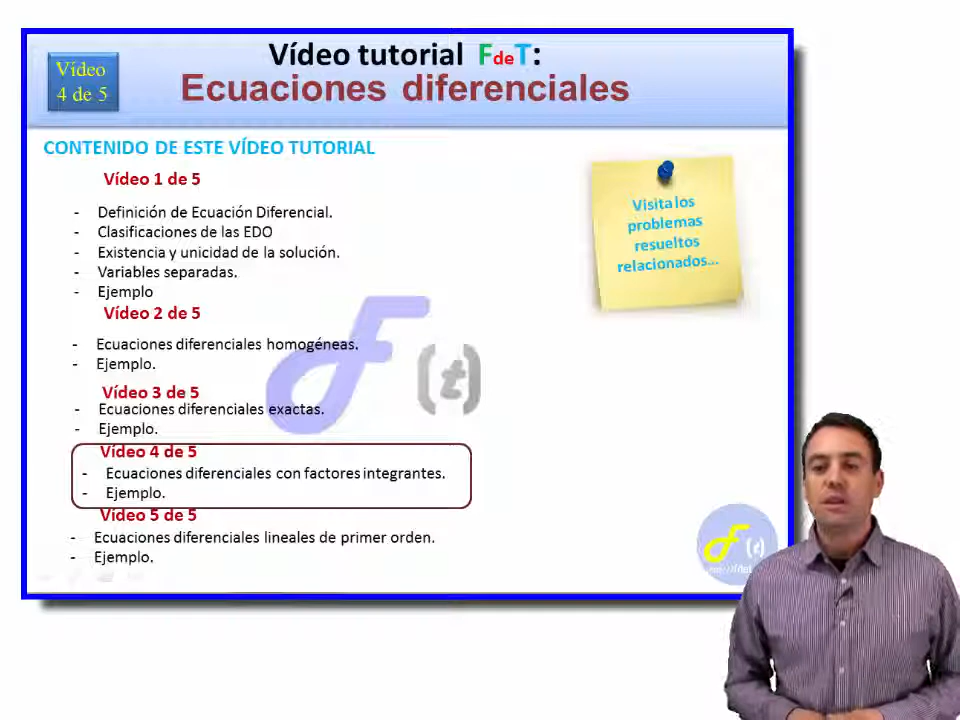 Vídeo
4 de 5
Vídeo tutorial FdeT:
Ecuaciones diferenciales
CONTENIDO DE ESTE VÍDEO TUTORIAL
Vídeo 1 de 5
- Definición de Ecuación Diferencial.
- Clasificaciones de las EDO
- Existencia y unicidad de la solución.
- Variables separadas.
- Ejemplo
Vídeo 2 de 5
- Ecuaciones diferenciales homogéneas.
- Ejemplo.
Vídeo 3 de 5
- Ecuaciones diferenciales exactas.
- Ejemplo.
Vídeo 4 de 5
- Ecuaciones diferenciales con factores integrantes.
- Ejemplo.
Vídeo 5 de 5
- Ecuaciones diferenciales lineales de primer orden.
- Ejemplo.
Visita los
problemas
resueltos
relacionados...
F (t)
F (t)